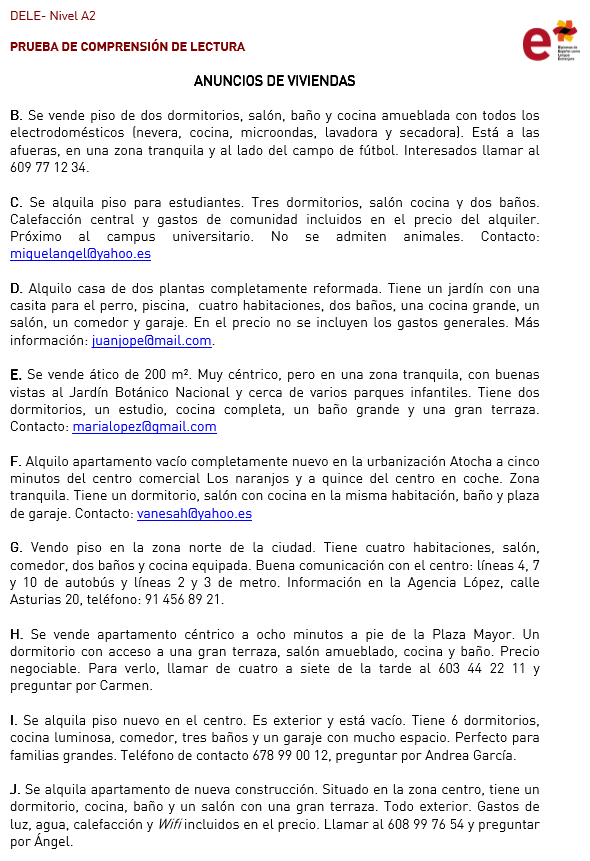 DELE- Nivel A2
PRUEBA DE COMPRENSIÓN DE LECTURA
e
Diplomas de
Español como
Lengua
Extranjera
ANUNCIOS DE VIVIENDAS
B. Se vende piso de dos dormitorios, salón, baño y cocina amueblada con todos los
electrodomésticos (nevera, cocina, microondas, lavadora y secadora). Está a las
afueras, en una zona tranquila y al lado del campo de fútbol. Interesados llamar al
609 77 12 34.
C. Se alquila piso para estudiantes. Tres dormitorios, salón cocina y dos baños.
Calefacción central y gastos de comunidad incluidos en el precio del alquiler.
Próximo al campus universitario. No se admiten animales. Contacto:
miquelangel@yahoo.es
D. Alquilo casa de dos plantas completamente reformada. Tiene un jardín con una
casita para el perro, piscina, cuatro habitaciones, dos baños, una cocina grande, un
salón, un comedor y garaje. En el precio no se incluyen los gastos generales. Más
información: juanjope@mail.com.
E. Se vende ático de 200 m². Muy céntrico, pero en una zona tranquila, con buenas
vistas al Jardín Botánico Nacional y cerca de varios parques infantiles. Tiene dos
dormitorios, un estudio, cocina completa, un baño grande y una gran terraza.
Contacto: marialopez@gmail.com
F. Alquilo apartamento vacío completamente nuevo en la urbanización Atocha a cinco
minutos del centro comercial Los naranjos y a quince del centro en coche. Zona
tranquila. Tiene un dormitorio, salón con cocina en la misma habitación, baño y plaza
de garaje. Contacto: vanesah@yahoo.es
G. Vendo piso en la zona norte de la ciudad. Tiene cuatro habitaciones, salón,
comedor, dos baños y cocina equipada. Buena comunicación con el centro: líneas 4, 7
y 10 de autobús y líneas 2 y 3 de metro. Información en la Agencia López, calle
Asturias 20, teléfono: 91 456 89 21.
H. Se vende apartamento céntrico a ocho minutos a pie de la Plaza Mayor. Un
dormitorio con acceso a una gran terraza, salón amueblado, cocina y baño. Precio
negociable. Para verlo, llamar de cuatro a siete de la tarde al 603 44 22 11 y
preguntar por Carmen.
I. Se alquila piso nuevo en el centro. Es exterior y está vacío. Tiene 6 dormitorios,
cocina luminosa, comedor, tres baños y un garaje con mucho espacio. Perfecto para
familias grandes. Teléfono de contacto 678 99 00 12, preguntar por Andrea García.
J. Se alquila apartamento de nueva construcción. Situado en la zona centro, tiene un
dormitorio, cocina, baño y un salón con una gran terraza. Todo exterior. Gastos de
luz, agua, calefacción y Wifi incluidos en el precio. Llamar al 608 99 76 54 y preguntar
por Ángel.